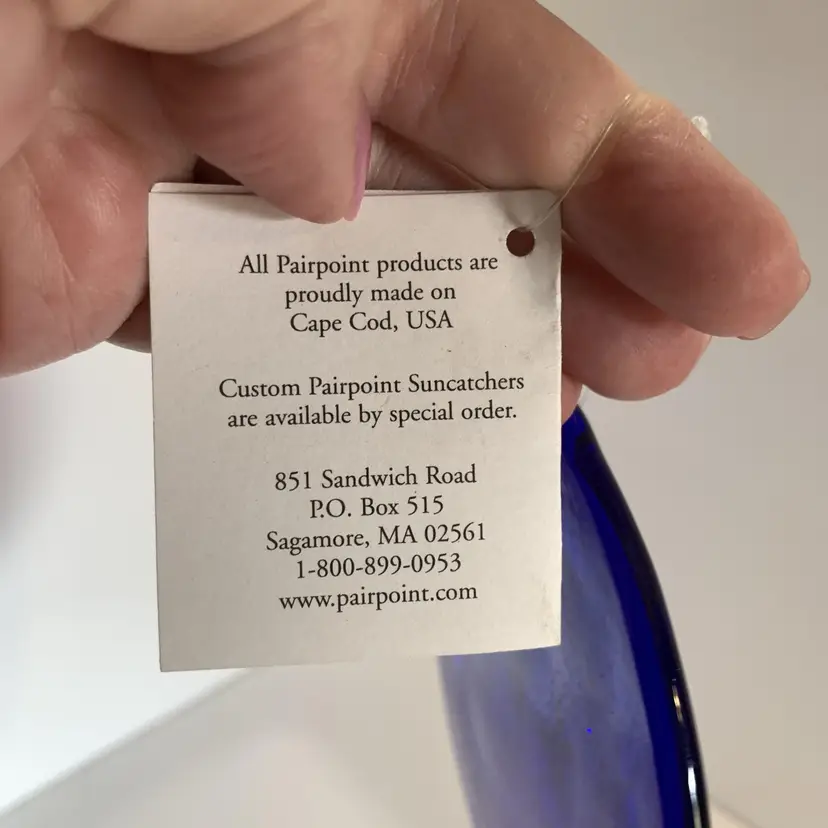 All Pairpoint products are
proudly made on
Cape Cod, USA
Custom Pairpoint Suncatchers
are available by special order.
851 Sandwich Road
P.O. Box 515
Sagamore, MA 02561
1-800-899-0953
www.pairpoint.com